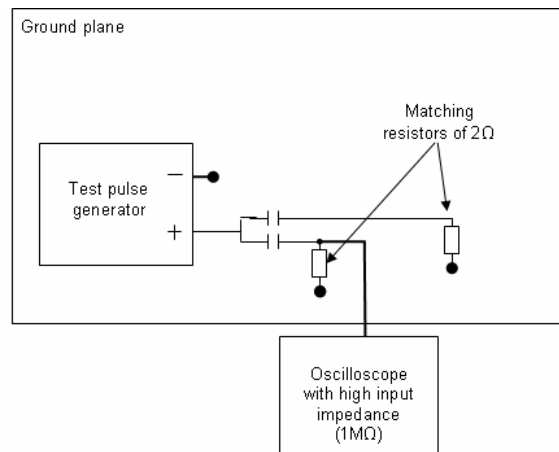 Ground plane
Matching
resistors of 2Ω
Test pulse
generator
−
+
Oscilloscope
with high input
impedance
(1MΩ)